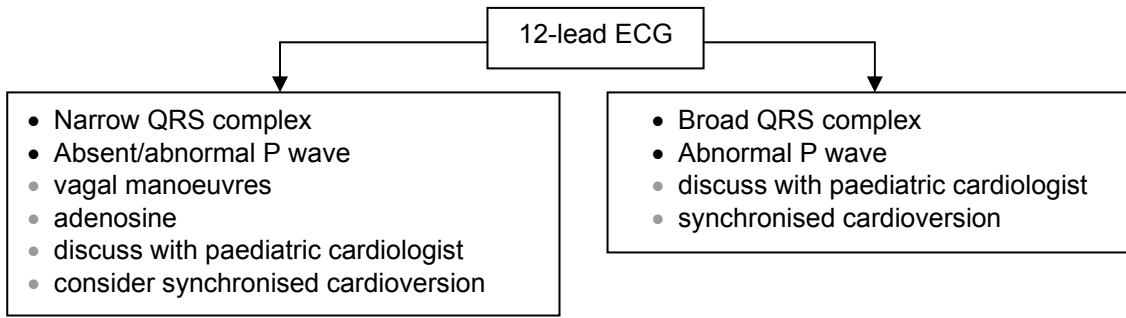 12-lead ECG
• Narrow QRS complex
• Absent/abnormal P wave
• vagal manoeuvres
• adenosine
• discuss with paediatric cardiologist
• consider synchronised cardioversion
• Broad QRS complex
• Abnormal P wave
• discuss with paediatric cardiologist
• synchronised cardioversion